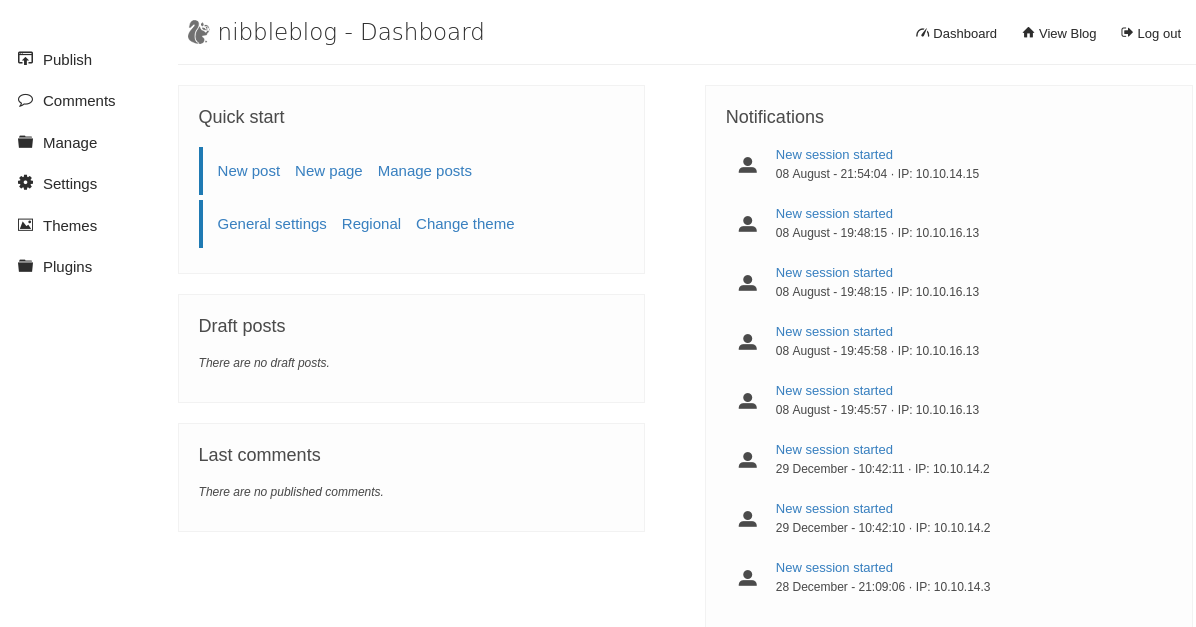 nibbleblog - Dashboard
Dashboard View Blog Log out
Publish
Comments
Manage
Settings
Themes
Plugins
Quick start
New post New page Manage posts
General settings Regional Change theme
Draft posts
There are no draft posts.
Last comments
There are no published comments.
Notifications
New session started
08 August - 21:54:04 · IP: 10.10.14.15
New session started
08 August - 19:48:15 · IP: 10.10.16.13
New session started
08 August - 19:48:15 · IP: 10.10.16.13
New session started
08 August - 19:45:58 · IP: 10.10.16.13
New session started
08 August - 19:45:57 · IP: 10.10.16.13
New session started
29 December - 10:42:11 · IP: 10.10.14.2
New session started
29 December - 10:42:10 · IP: 10.10.14.2
New session started
28 December - 21:09:06 · IP: 10.10.14.3